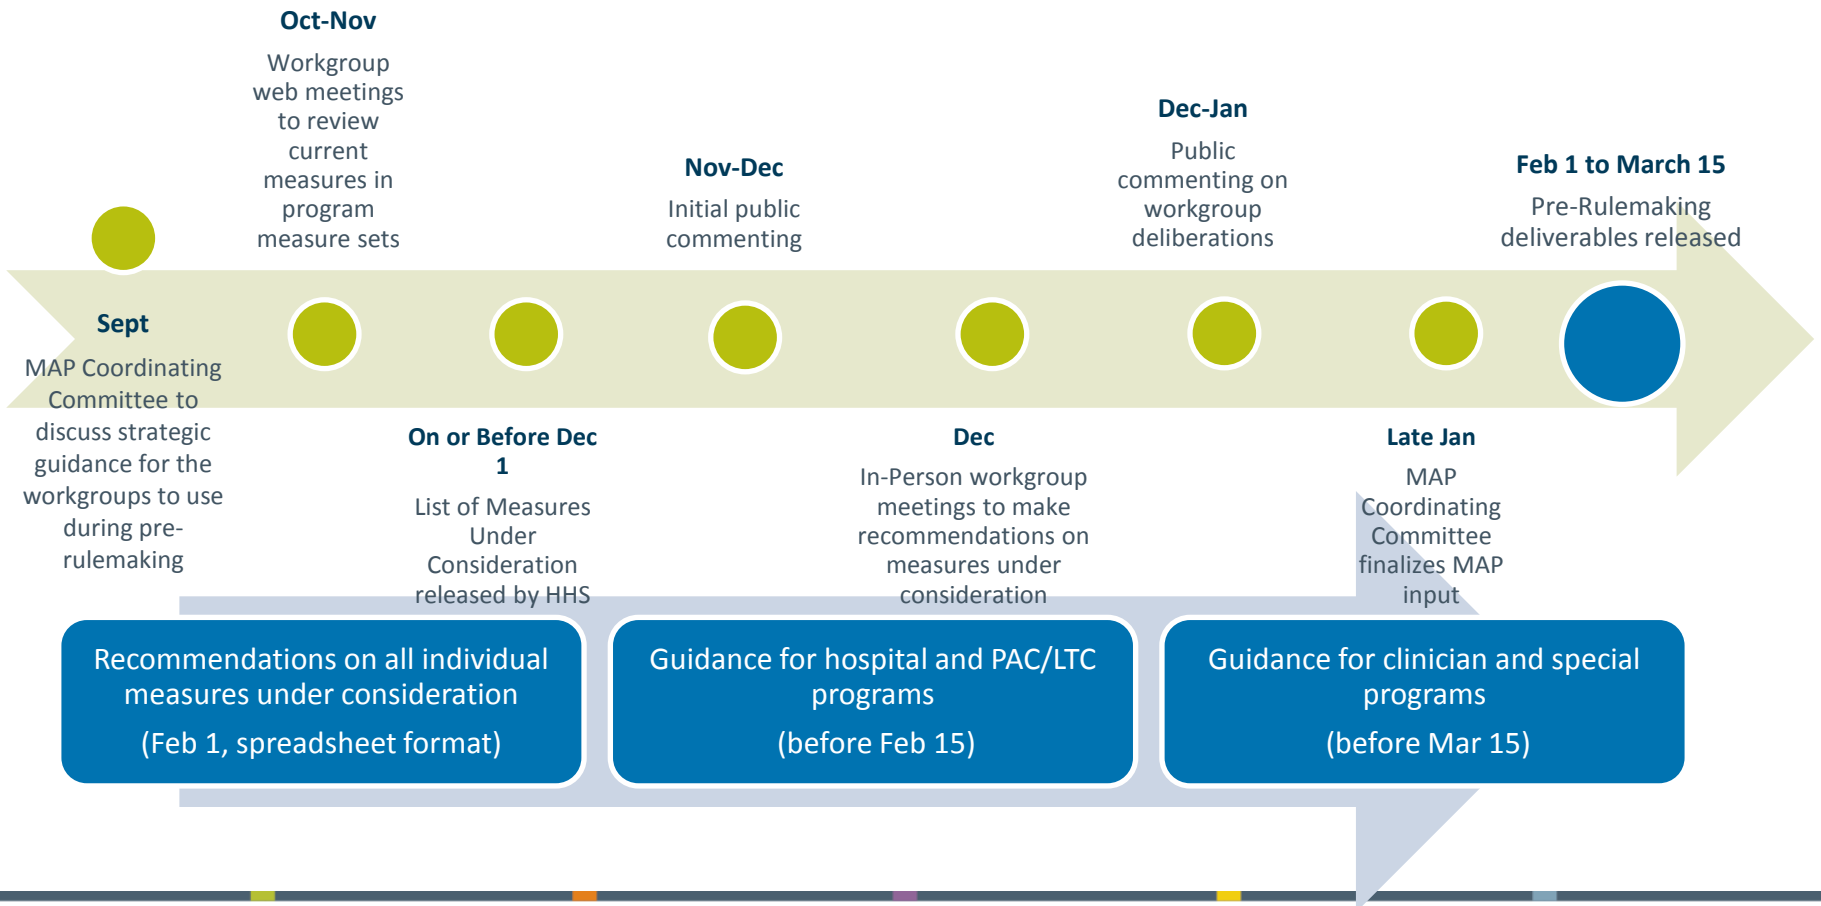 Oct-Nov
Workgroup
web meetings
to review
current
measures in
program
measure sets
Nov-Dec
Initial public
commenting
Dec-Jan
Public
commenting on
workgroup
deliberations
Feb 1 to March 15
Pre-Rulemaking
deliverables released
Sept
MAP Coordinating
Committee to
discuss strategic
guidance for the
workgroups to use
during pre-
rulemaking
On or Before Dec
1
List of Measures
Under
Consideration
released by HHS
Dec
In-Person workgroup
meetings to make
recommendations on
measures under
consideration
Late Jan
MAP
Coordinating
Committee
finalizes MAP
input
Recommendations on all individual
measures under consideration
(Feb 1, spreadsheet format)
Guidance for hospital and PAC/LTC
programs
(before Feb 15)
Guidance for clinician and special
programs
(before Mar 15)